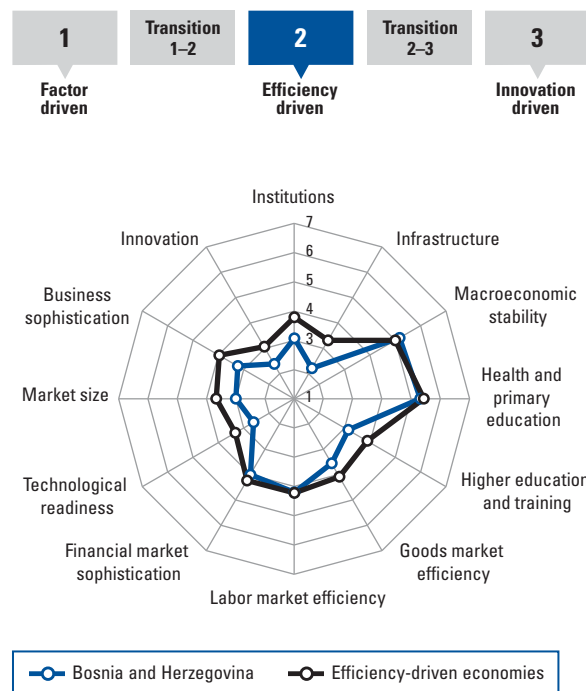 1
Transition
1–2
2
Transition
2–3
3
Factor
driven
Efficiency
driven
Innovation
driven
Institutions
7
Innovation
6
Infrastructure
5
Business
sophistication
4
Macroeconomic
stability
3
2
Market size
1
Health and
primary
education
Technological
readiness
Higher education
and training
Financial market
sophistication
Goods market
efficiency
Labor market efficiency
Bosnia and Herzegovina
Efficiency-driven economies